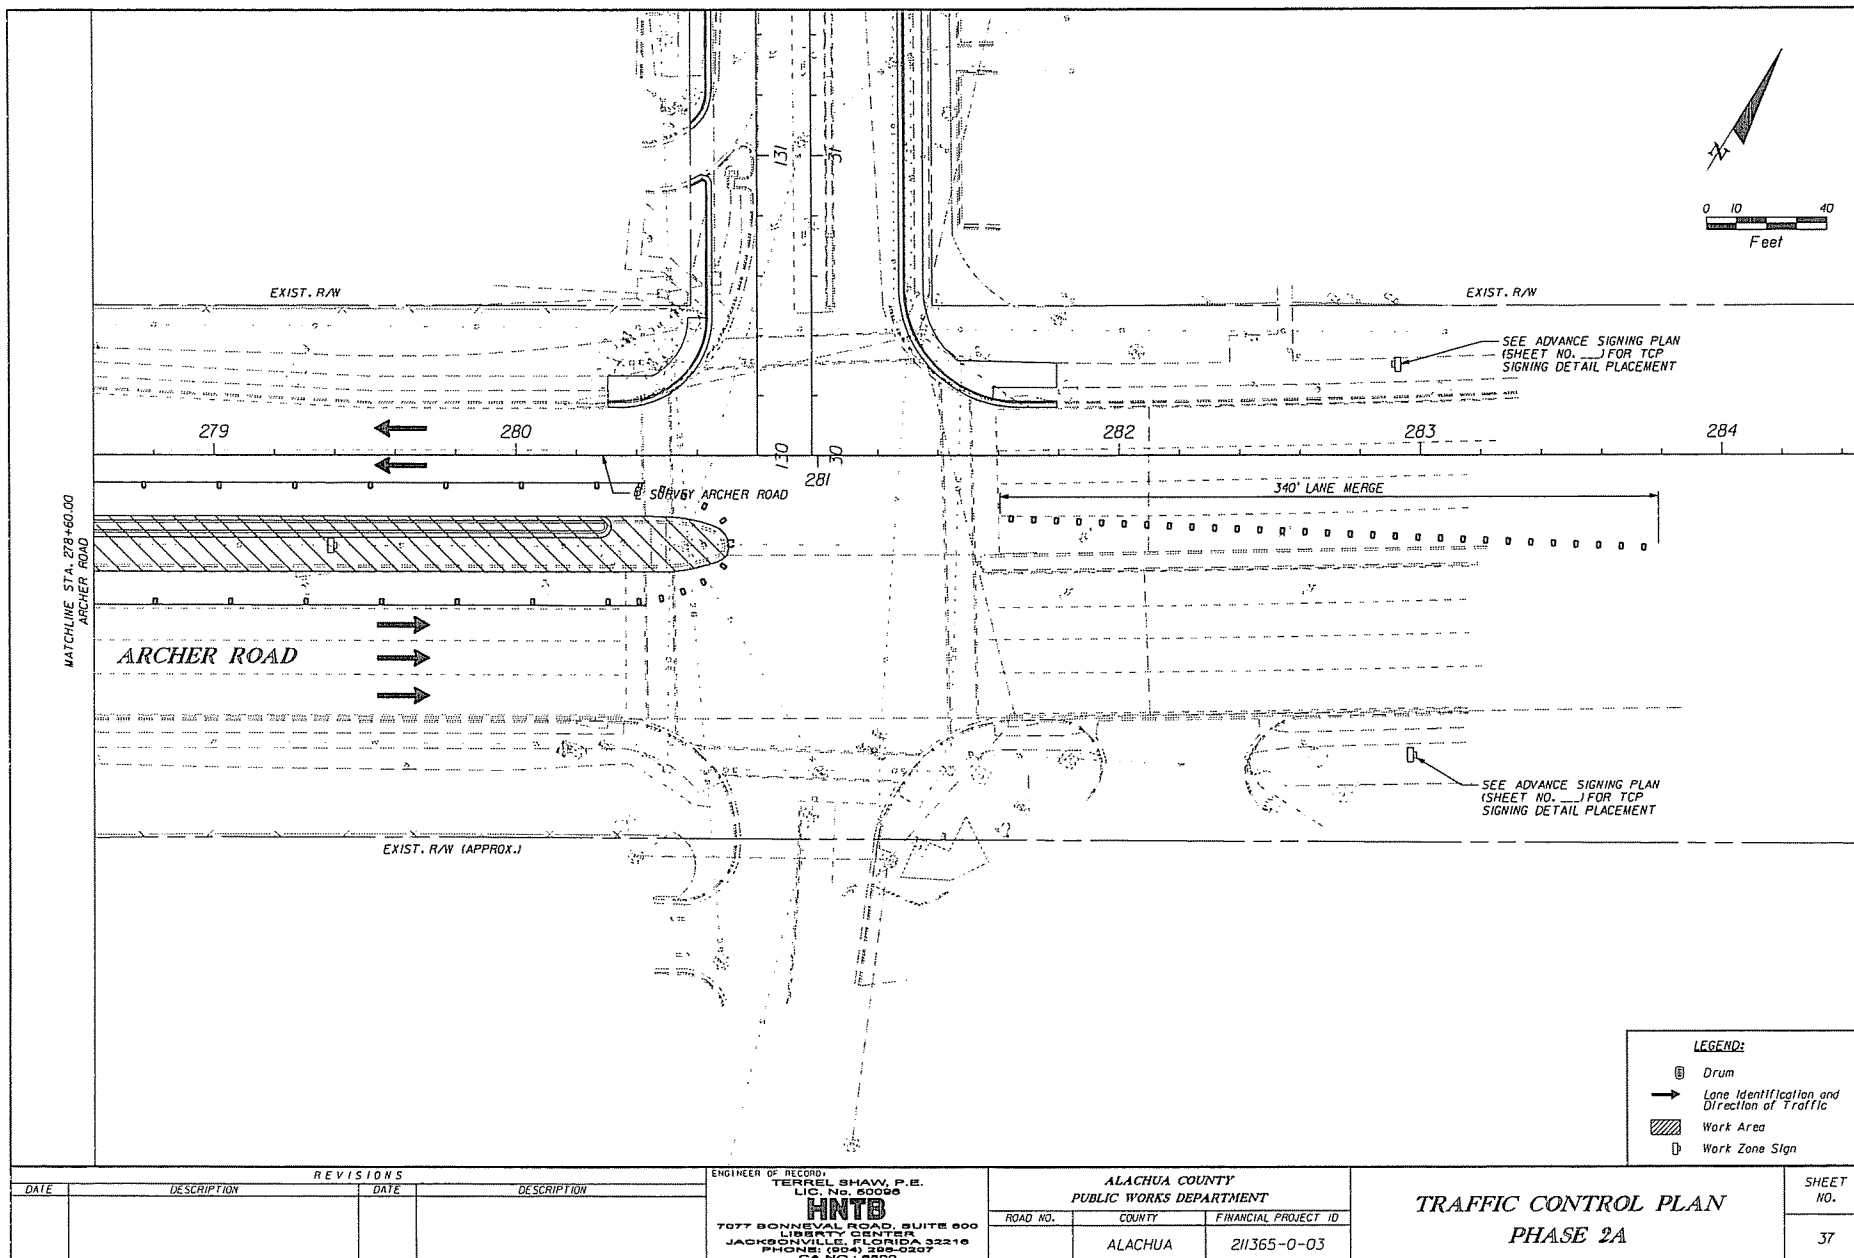 N
0 10 40
Feet
EXIST. R/W
EXIST. R/W
SEE ADVANCE SIGNING PLAN
(SHEET NO. ___) FOR TCP
SIGNING DETAIL PLACEMENT
131
31
279
280
281
282
283
284
130
30
℄ SURVEY ARCHER ROAD
340' LANE MERGE
MATCHLINE STA. 278+60.00
ARCHER ROAD
ARCHER ROAD
SEE ADVANCE SIGNING PLAN
(SHEET NO. ___) FOR TCP
SIGNING DETAIL PLACEMENT
EXIST. R/W (APPROX.)
LEGEND:
Drum
Lane Identification and
Direction of Traffic
Work Area
Work Zone Sign
REVISIONS
DATE DESCRIPTION DATE DESCRIPTION
ENGINEER OF RECORD:
TERREL SHAW, P.E.
LIC. No. 50096
HNTB
7077 BONNEVAL ROAD, SUITE 600
LIBERTY CENTER
JACKSONVILLE, FLORIDA 32216
PHONE: (904) 296-0207
CA NO.:
ALACHUA COUNTY
PUBLIC WORKS DEPARTMENT
ROAD NO. COUNTY FINANCIAL PROJECT ID
ALACHUA 211365-0-03
TRAFFIC CONTROL PLAN
PHASE 2A
SHEET
NO.
37